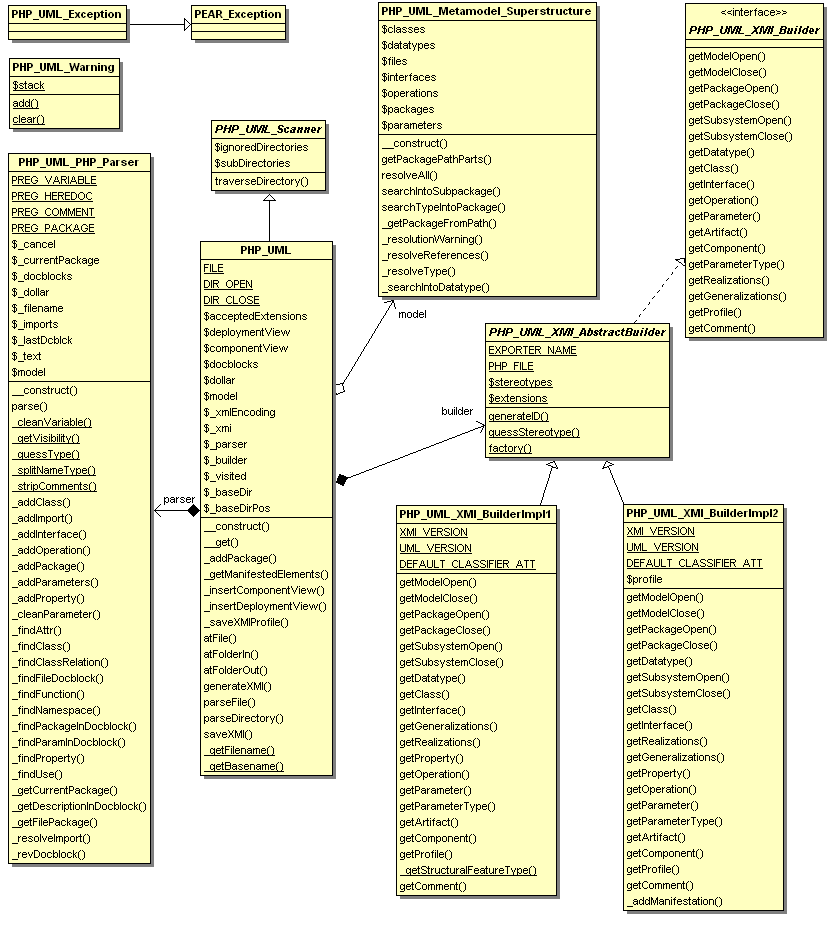 PHP_UML_Exception
PEAR_Exception
PHP_UML_Warning
$stack
add()
clear()
PHP_UML_PHP_Parser
PREG_VARIABLE
PREG_HEREDOC
PREG_COMMENT
PREG_PACKAGE
$_cancel
$_currentPackage
$_docblocks
$_dollar
$_filename
$_imports
$_lastDcblck
$_text
$model
__construct()
parse()
_cleanVariable()
_getVisibility()
_guessType()
_splitNameType()
_stripComments()
_addClass()
_addImport()
_addInterface()
_addOperation()
_addPackage()
_addParameters()
_addProperty()
_cleanParameter()
_findAttr()
_findClass()
_findClassRelation()
_findFileDocblock()
_findFunction()
_findNamespace()
_findPackageInDocblock()
_findParamInDocblock()
_findProperty()
_findUse()
_getCurrentPackage()
_getDescriptionInDocblock()
_getFilePackage()
_resolveImport()
_revDocblock()
parser
PHP_UML_Scanner
$ignoredDirectories
$subDirectories
traverseDirectory()
PHP_UML
FILE
DIR_OPEN
DIR_CLOSE
$acceptedExtensions
$deploymentView
$componentView
$docblocks
$dollar
$model
$_xmlEncoding
$_xmi
$_parser
$_builder
$_visited
$_baseDir
$_baseDirPos
__construct()
__get()
_addPackage()
_getManifestedElements()
_insertComponentView()
_insertDeploymentView()
_saveXMIProfile()
atFile()
atFolderIn()
atFolderOut()
generateXMI()
parseFile()
parseDirectory()
saveXMI()
_getFilename()
_getBasename()
PHP_UML_Metamodel_Superstructure
$classes
$datatypes
$files
$interfaces
$operations
$packages
$parameters
__construct()
getPackagePathParts()
resolveAll()
searchIntoSubpackage()
searchTypeIntoPackage()
_getPackageFromPath()
_resolutionWarning()
_resolveReferences()
_resolveType()
_searchIntoDatatype()
model
builder
<<interface>>
PHP_UML_XMI_Builder
getModelOpen()
getModelClose()
getPackageOpen()
getPackageClose()
getSubsystemOpen()
getSubsystemClose()
getDatatype()
getClass()
getInterface()
getOperation()
getParameter()
getArtifact()
getComponent()
getParameterType()
getRealizations()
getGeneralizations()
getProfile()
getComment()
PHP_UML_XMI_AbstractBuilder
EXPORTER_NAME
PHP_FILE
$stereotypes
$extensions
generateID()
guessStereotype()
factory()
PHP_UML_XMI_BuilderImpl1
XMI_VERSION
UML_VERSION
DEFAULT_CLASSIFIER_ATT
getModelOpen()
getModelClose()
getPackageOpen()
getPackageClose()
getSubsystemOpen()
getSubsystemClose()
getDatatype()
getClass()
getInterface()
getGeneralizations()
getRealizations()
getProperty()
getOperation()
getParameter()
getParameterType()
getArtifact()
getComponent()
getProfile()
_getStructuralFeatureType()
getComment()
PHP_UML_XMI_BuilderImpl2
XMI_VERSION
UML_VERSION
DEFAULT_CLASSIFIER_ATT
$profile
getModelOpen()
getModelClose()
getPackageOpen()
getPackageClose()
getDatatype()
getSubsystemOpen()
getSubsystemClose()
getClass()
getInterface()
getRealizations()
getGeneralizations()
getProperty()
getOperation()
getParameter()
getParameterType()
getArtifact()
getComponent()
getProfile()
getComment()
_addManifestation()